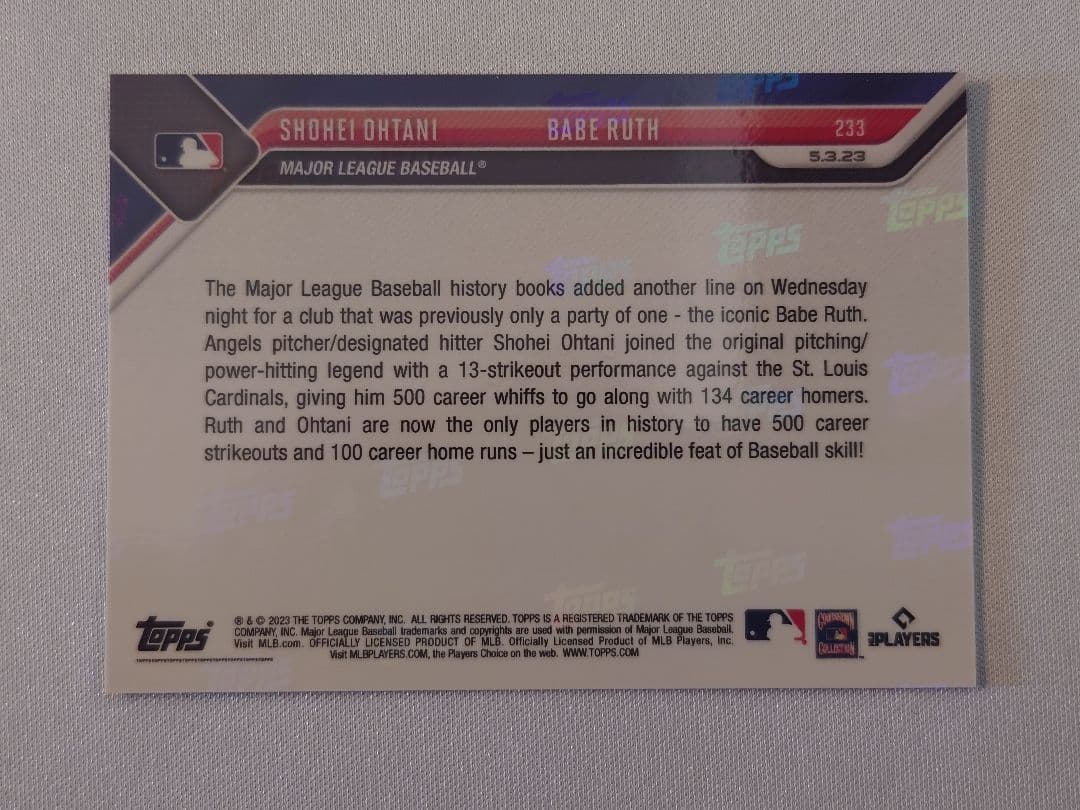 SHOHEI OHTANI BABE RUTH 233
5.3.23
MAJOR LEAGUE BASEBALL®
The Major League Baseball history books added another line on Wednesday
night for a club that was previously only a party of one - the iconic Babe Ruth.
Angels pitcher/designated hitter Shohei Ohtani joined the original pitching/
power-hitting legend with a 13-strikeout performance against the St. Louis
Cardinals, giving him 500 career whiffs to go along with 134 career homers.
Ruth and Ohtani are now the only players in history to have 500 career
strikeouts and 100 career home runs – just an incredible feat of Baseball skill!
Topps
® & © 2023 THE TOPPS COMPANY, INC. ALL RIGHTS RESERVED. TOPPS IS A REGISTERED TRADEMARK OF THE TOPPS
COMPANY, INC. Major League Baseball trademarks and copyrights are used with permission of Major League Baseball.
Visit MLB.com. OFFICIALLY LICENSED PRODUCT OF MLB. Officially Licensed Product of MLB Players, Inc.
Visit MLBPLAYERS.COM, the Players Choice on the web. WWW.TOPPS.COM
COOPERSTOWN
COLLECTION
PLAYERS